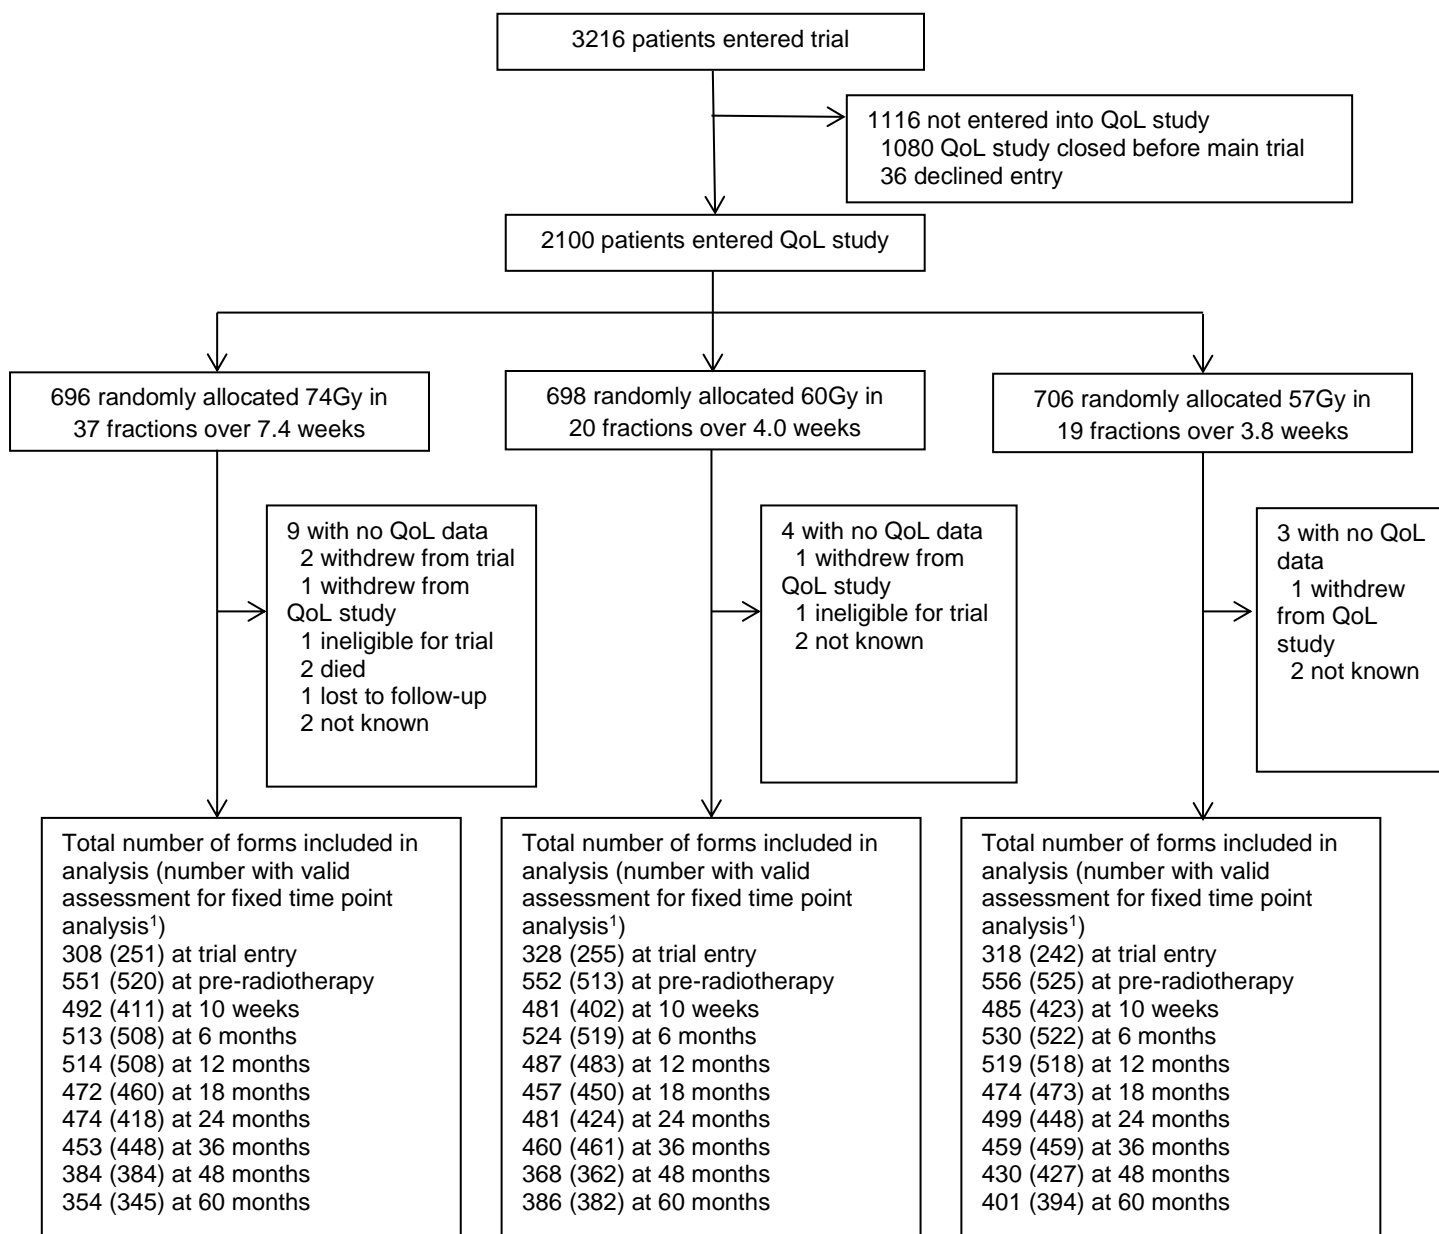 3216 patients entered trial
1116 not entered into QoL study
1080 QoL study closed before main trial
36 declined entry
2100 patients entered QoL study
696 randomly allocated 74Gy in
37 fractions over 7.4 weeks
698 randomly allocated 60Gy in
20 fractions over 4.0 weeks
706 randomly allocated 57Gy in
19 fractions over 3.8 weeks
9 with no QoL data
2 withdrew from trial
1 withdrew from
QoL study
1 ineligible for trial
2 died
1 lost to follow-up
2 not known
4 with no QoL data
1 withdrew from
QoL study
1 ineligible for trial
2 not known
3 with no QoL
data
1 withdrew
from QoL
study
2 not known
Total number of forms included in
analysis (number with valid
assessment for fixed time point
analysis¹)
308 (251) at trial entry
551 (520) at pre-radiotherapy
492 (411) at 10 weeks
513 (508) at 6 months
514 (508) at 12 months
472 (460) at 18 months
474 (418) at 24 months
453 (448) at 36 months
384 (384) at 48 months
354 (345) at 60 months
Total number of forms included in
analysis (number with valid
assessment for fixed time point
analysis¹)
328 (255) at trial entry
552 (513) at pre-radiotherapy
481 (402) at 10 weeks
524 (519) at 6 months
487 (483) at 12 months
457 (450) at 18 months
481 (424) at 24 months
460 (461) at 36 months
368 (362) at 48 months
386 (382) at 60 months
Total number of forms included in
analysis (number with valid
assessment for fixed time point
analysis¹)
318 (242) at trial entry
556 (525) at pre-radiotherapy
485 (423) at 10 weeks
530 (522) at 6 months
519 (518) at 12 months
474 (473) at 18 months
499 (448) at 24 months
459 (459) at 36 months
430 (427) at 48 months
401 (394) at 60 months